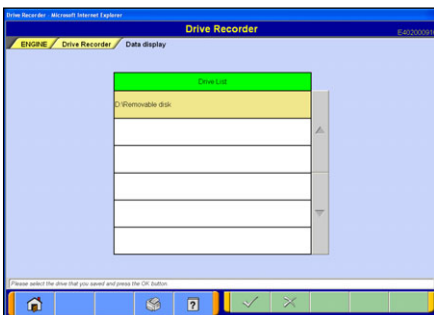 Drive Recorder - Microsoft Internet Explorer
Drive Recorder
E402000910
ENGINE Drive Recorder Data display
Drive List
D:\Removable disk
Please select the drive that you saved and press the OK button.
?